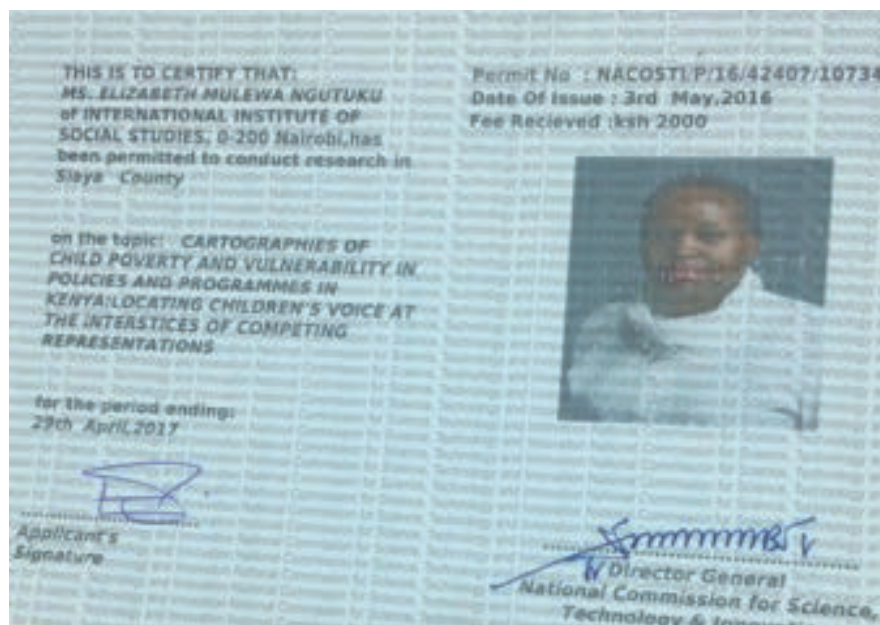 THIS IS TO CERTIFY THAT:
MS. ELIZABETH MULEWA NGUTUKU
of INTERNATIONAL INSTITUTE OF
SOCIAL STUDIES, 0-200 Nairobi,has
been permitted to conduct research in
Siaya County
on the topic: CARTOGRAPHIES OF
CHILD POVERTY AND VULNERABILITY IN
POLICIES AND PROGRAMMES IN
KENYA:LOCATING CHILDREN'S VOICE AT
THE INTERSTICES OF COMPETING
REPRESENTATIONS
for the period ending:
29th April,2017
Applicant's
Signature
Permit No : NACOSTI/P/16/42407/10734
Date Of Issue : 3rd May,2016
Fee Recieved :ksh 2000
Director General
National Commission for Science,
Technology &